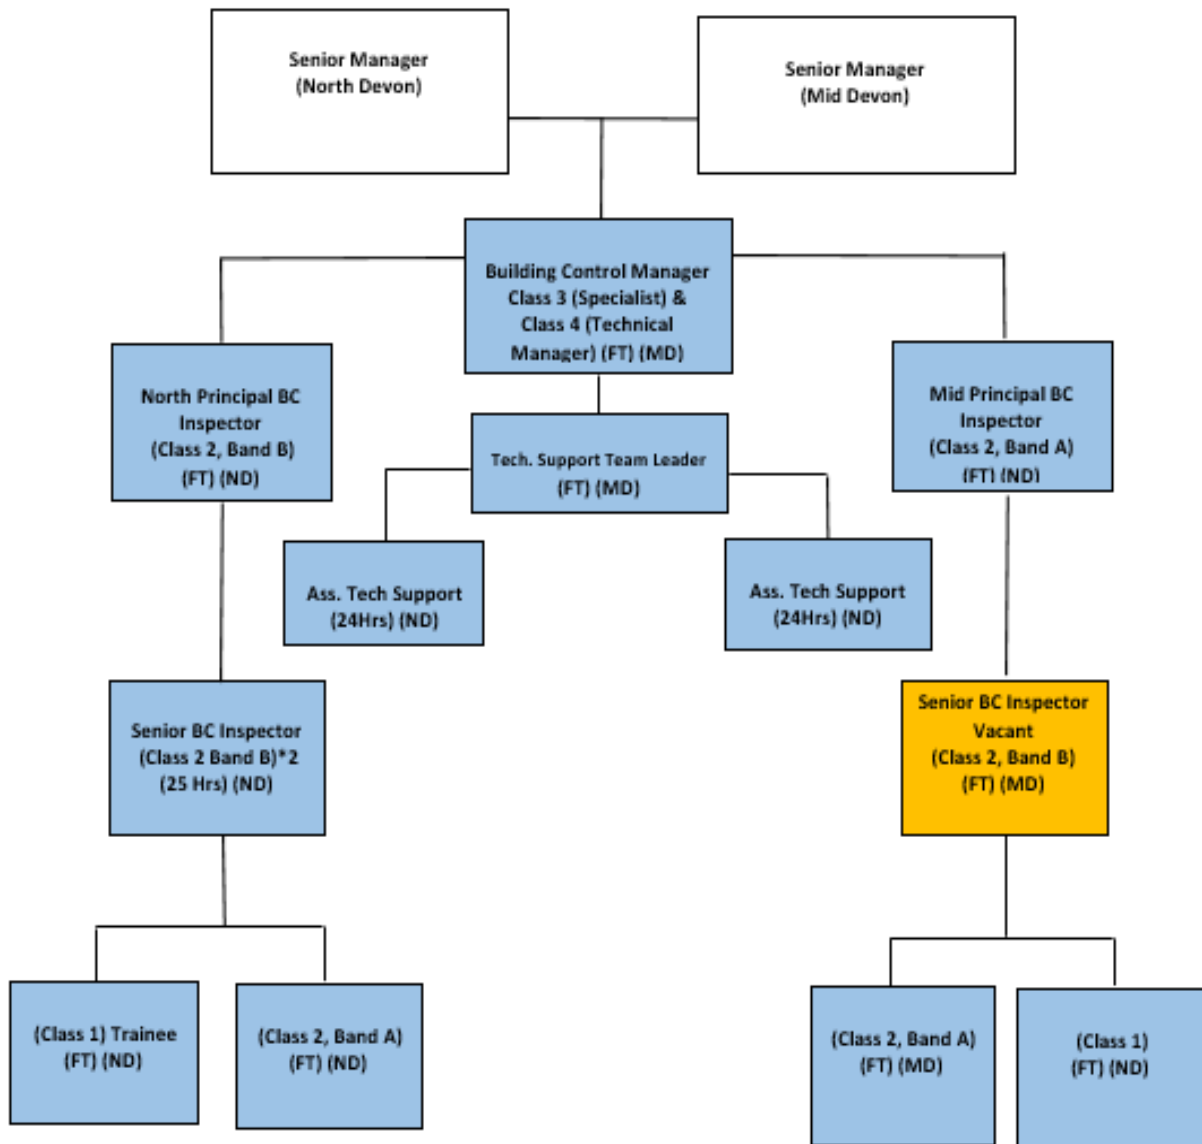 Senior Manager
(North Devon)
Senior Manager
(Mid Devon)
Building Control Manager
Class 3 (Specialist) &
Class 4 (Technical
Manager) (FT) (MD)
North Principal BC
Inspector
(Class 2, Band B)
(FT) (ND)
Mid Principal BC
Inspector
(Class 2, Band A)
(FT) (ND)
Tech. Support Team Leader
(FT) (MD)
Ass. Tech Support
(24Hrs) (ND)
Ass. Tech Support
(24Hrs) (ND)
Senior BC Inspector
(Class 2 Band B)*2
(25 Hrs) (ND)
Senior BC Inspector
Vacant
(Class 2, Band B)
(FT) (MD)
(Class 1) Trainee
(FT) (ND)
(Class 2, Band A)
(FT) (ND)
(Class 2, Band A)
(FT) (MD)
(Class 1)
(FT) (ND)